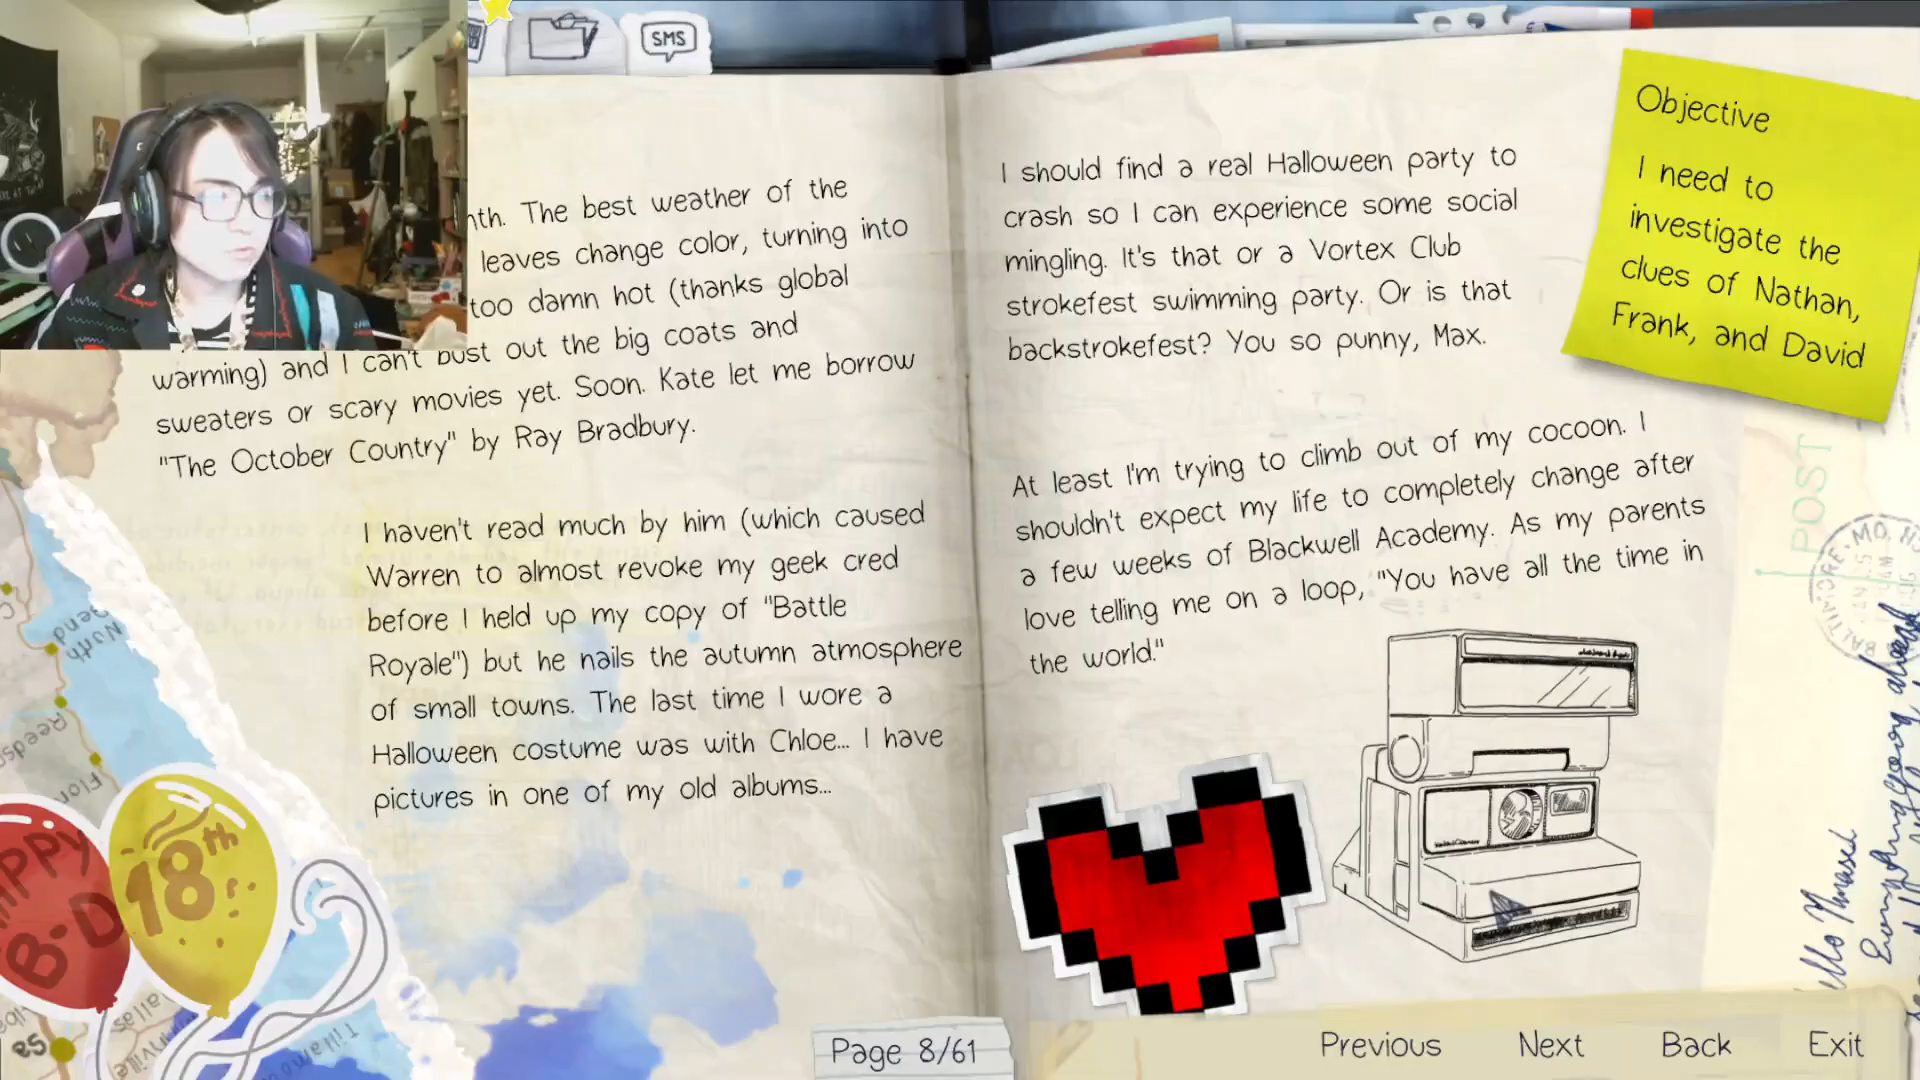 SMS
nth. The best weather of the
leaves change color, turning into
too damn hot (thanks global
warming) and I can't bust out the big coats and
sweaters or scary movies yet. Soon. Kate let me borrow
"The October Country" by Ray Bradbury.
I haven't read much by him (which caused
Warren to almost revoke my geek cred
before I held up my copy of "Battle
Royale") but he nails the autumn atmosphere
of small towns. The last time I wore a
Halloween costume was with Chloe... I have
pictures in one of my old albums...
I should find a real Halloween party to
crash so I can experience some social
mingling. It's that or a Vortex Club
strokefest swimming party. Or is that
backstrokefest? You so punny, Max.
At least I'm trying to climb out of my cocoon. I
shouldn't expect my life to completely change after
a few weeks of Blackwell Academy. As my parents
love telling me on a loop, "You have all the time in
the world."
Objective
I need to
investigate the
clues of Nathan,
Frank, and David
POST
North
Bend
18th
B-D
Page 8/61
Previous
Next
Back
Exit